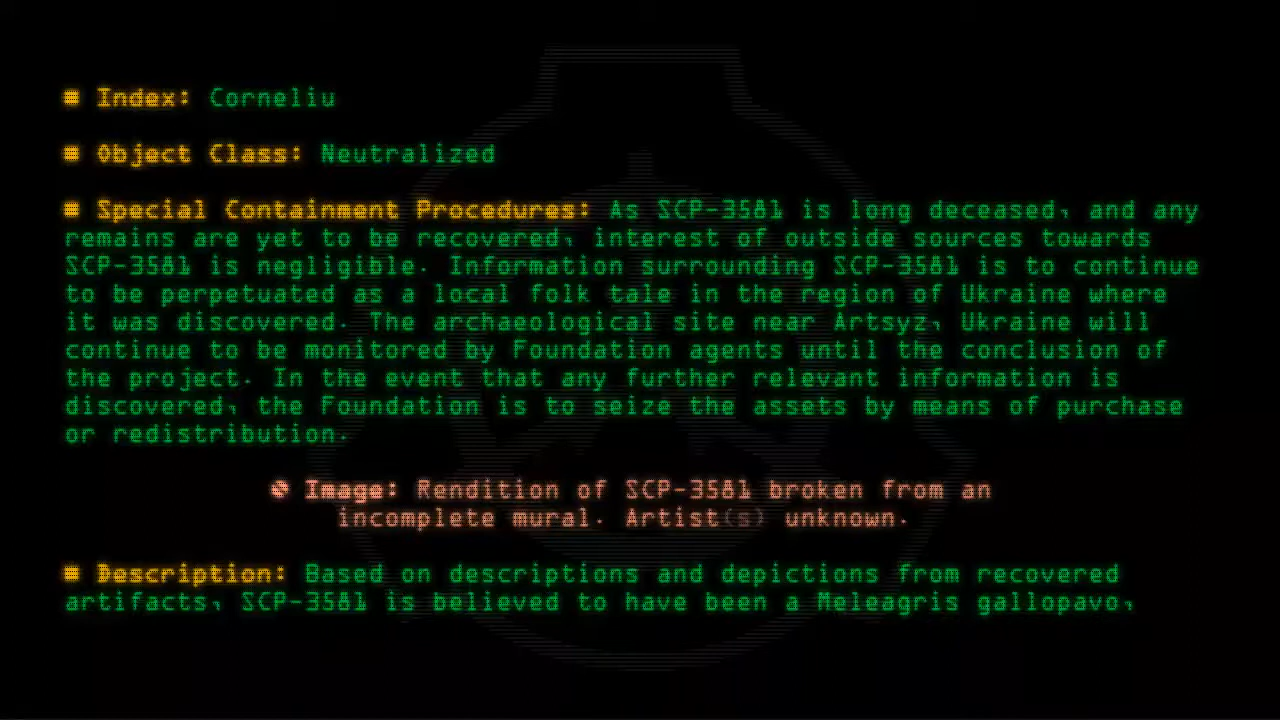 ■ Index: Corneliu
■ Object Class: Neutralized
■ Special Containment Procedures: As SCP-3581 is long deceased, and any
remains are yet to be recovered, interest of outside sources towards
SCP-3581 is negligible. Information surrounding SCP-3581 is to continue
to be perpetuated as a local folk tale in the region of Ukraine where
it was discovered. The archaeological site near Artsyz, Ukraine will
continue to be monitored by Foundation agents until the conclusion of
the project. In the event that any further relevant information is
discovered, the Foundation is to seize the assets by means of purchase
or redistribution.
Image: Rendition of SCP-3581 broken from an
incomplete mural. Artist(s) unknown.
■ Description: Based on descriptions and depictions from recovered
artifacts, SCP-3581 is believed to have been a Meleagris gallopavo,